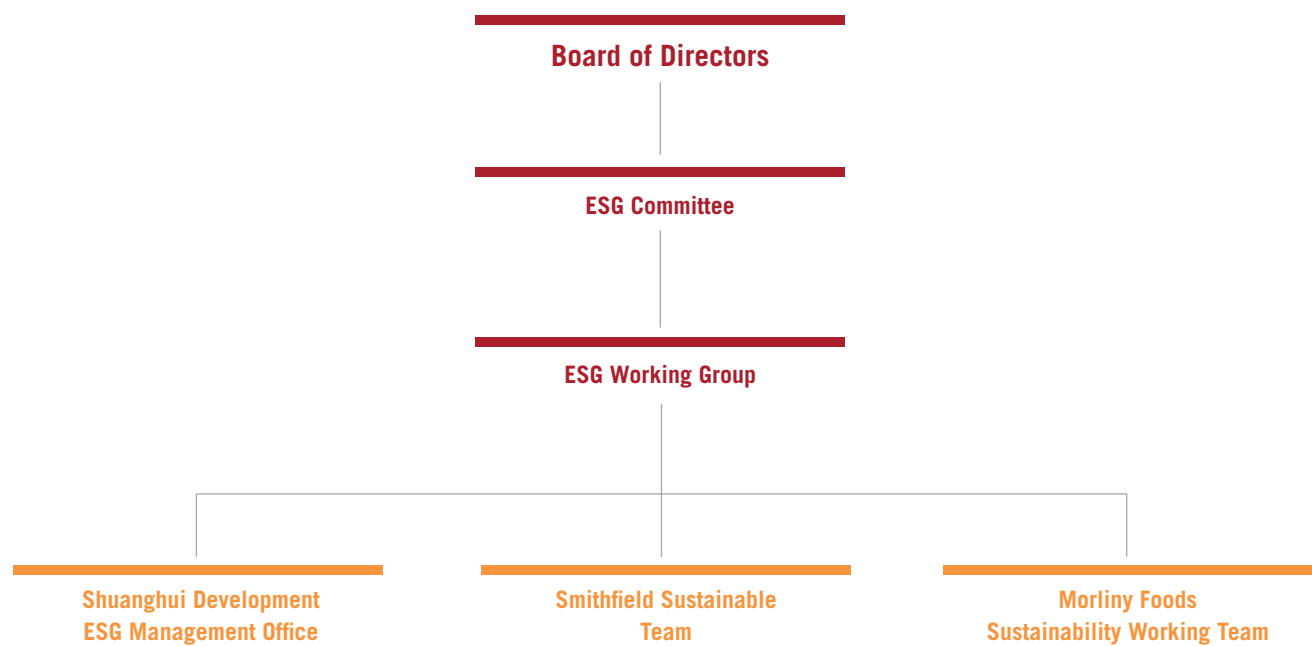 Board of Directors
ESG Committee
ESG Working Group
Shuanghui Development
ESG Management Office
Smithfield Sustainable
Team
Morliny Foods
Sustainability Working Team